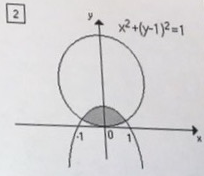 2
y
x²+(y-1)²=1
-1 0 1 x